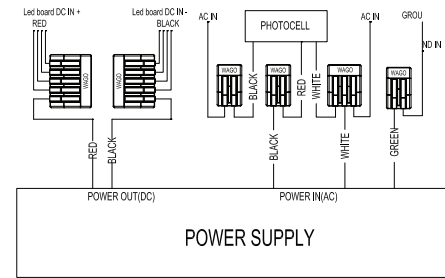 Led board DC IN +
RED
Led board DC IN -
BLACK
AC IN
PHOTOCELL
AC IN
GROU
ND IN
WAGO
WAGO
WAGO
WAGO
WAGO
WAGO
BLACK
RED
WHITE
RED
BLACK
BLACK
WHITE
GREEN
POWER OUT(DC)
POWER IN(AC)
POWER SUPPLY